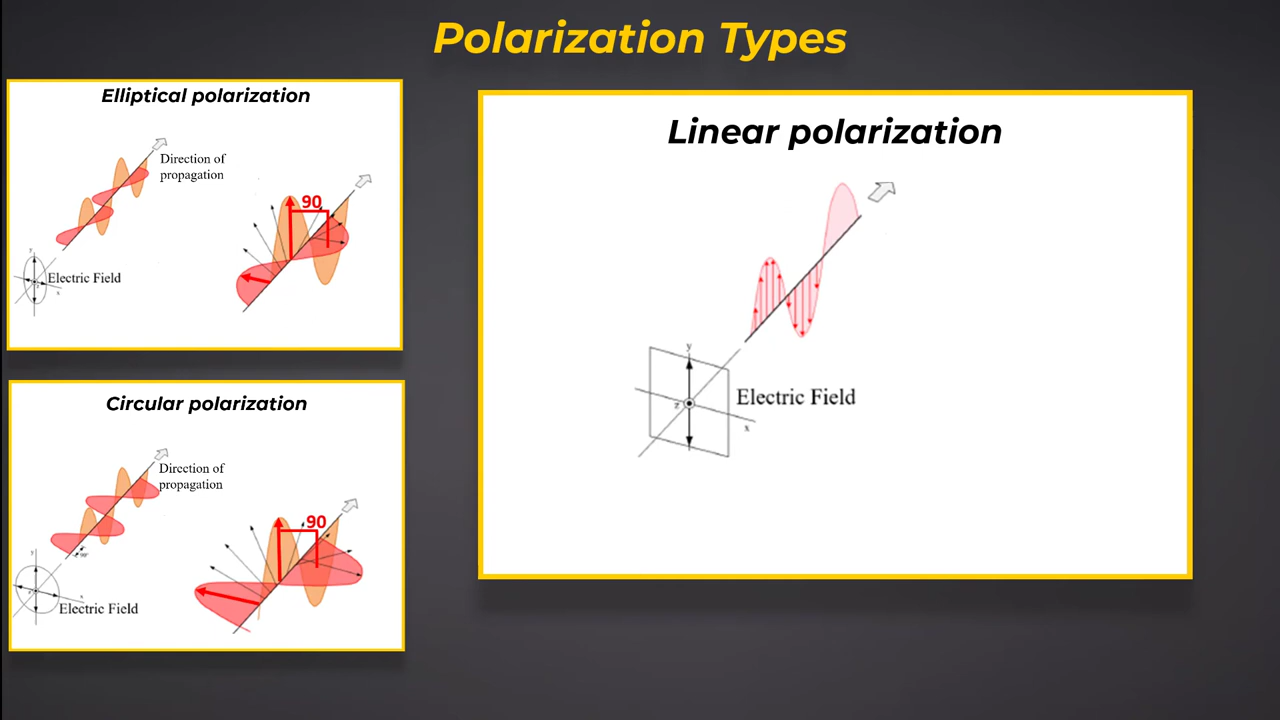 Polarization Types
Elliptical polarization
Direction of
propagation
90
y
Electric Field
x
Circular polarization
Direction of
propagation
90
y
x
Electric Field
Linear polarization
y
Electric Field
z
x